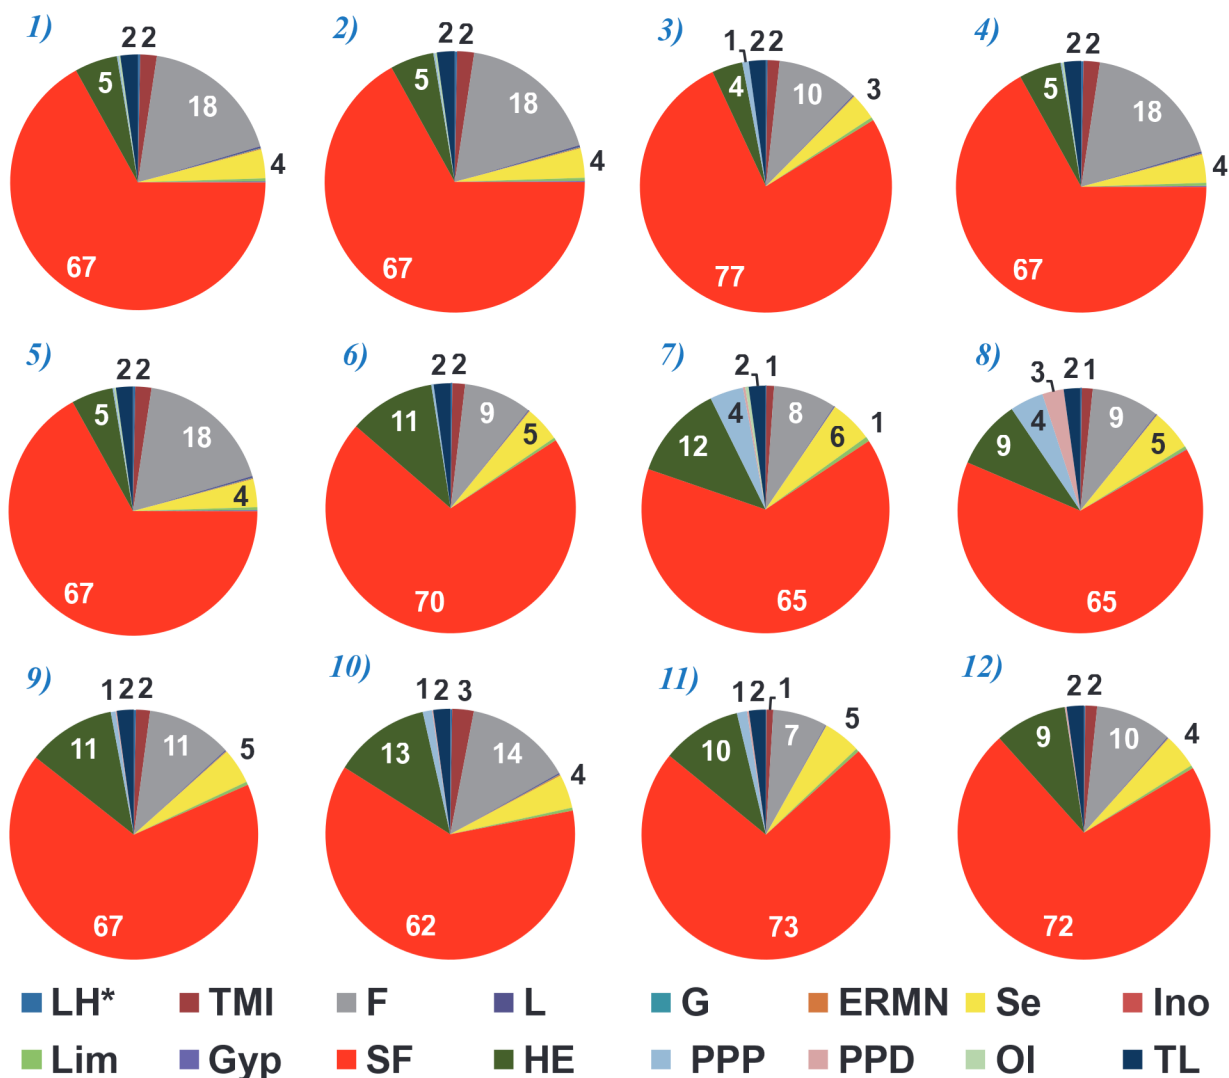 1) 2) 3) 4)
2 2 2 2 1 2 2 2 2
5 18 5 18 4 10 3 5 18
4 4 4
67 67 77 67
5) 6) 7) 8)
2 2 2 2 2 1 3 2 1
5 18 11 9 4 8 1 4 9
4 5 12 6 9 5
67 70 65 65
9) 10) 11) 12)
1 2 2 1 2 3 1 2 1 2 2
11 11 5 13 14 4 10 7 5 9 10 4
67 62 73 72
LH* TMI F L G ERMN Se Ino
Lim Gyp SF HE PPP PPD Ol TL